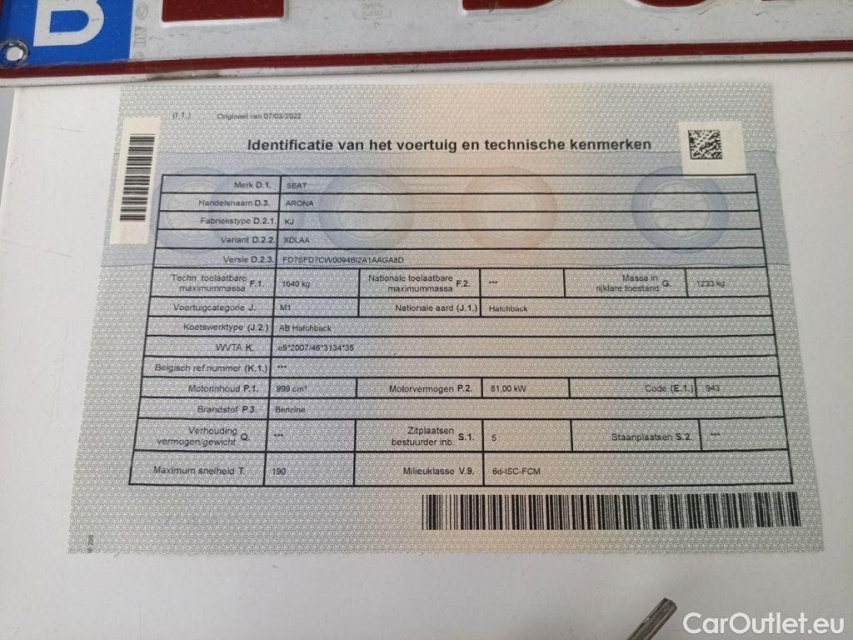 B
(I 1.) Origineel van 07/03/2022
Identificatie van het voertuig en technische kenmerken
Merk D.1. SEAT
Handelsnaam D.3. ARONA
Fabriekstype D.2.1. KJ
Variant D.2.2. XDLAA
Versie D.2.3. FD7SFD7CW0094BI2A1AAGA8D
Techn toelaatbare maximummassa F.1. 1640 kg Nationale toelaatbare maximummassa F.2. *** Massa in rijklare toestand G. 1233 kg
Voertuigcategorie J. M1 Nationale aard (J.1.) Hatchback
Koetswerktype (J.2.) AB Hatchback
WVTA K. e9*2007/46*3134*35
Belgisch ref.nummer (K.1.) ***
Motorinhoud P.1. 999 cm³ Motorvermogen P.2. 81,00 kW Code (E.1.) 943
Brandstof P.3. Benzine
Verhouding vermogen/gewicht Q. *** Zitplaatsen bestuurder inb. S.1. 5 Staanplaatsen S.2. ***
Maximum snelheid T. 190 Milieuklasse V.9. 6d-ISC-FCM
CarOutlet.eu